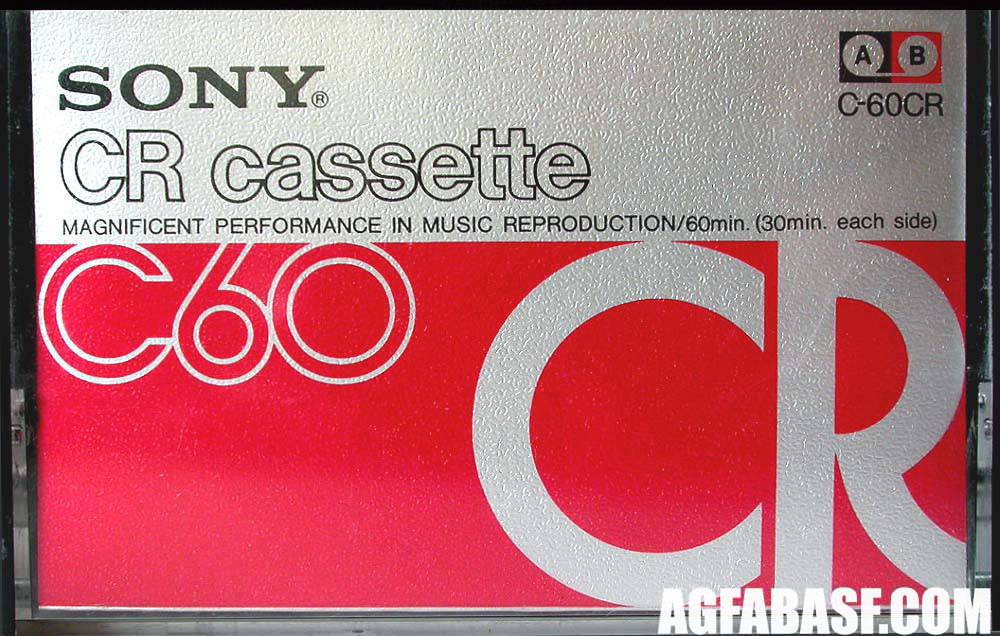 SONY®
A B
C-60CR
CR cassette
MAGNIFICENT PERFORMANCE IN MUSIC REPRODUCTION/60min. (30min. each side)
C60
CR
AGFABASF.COM